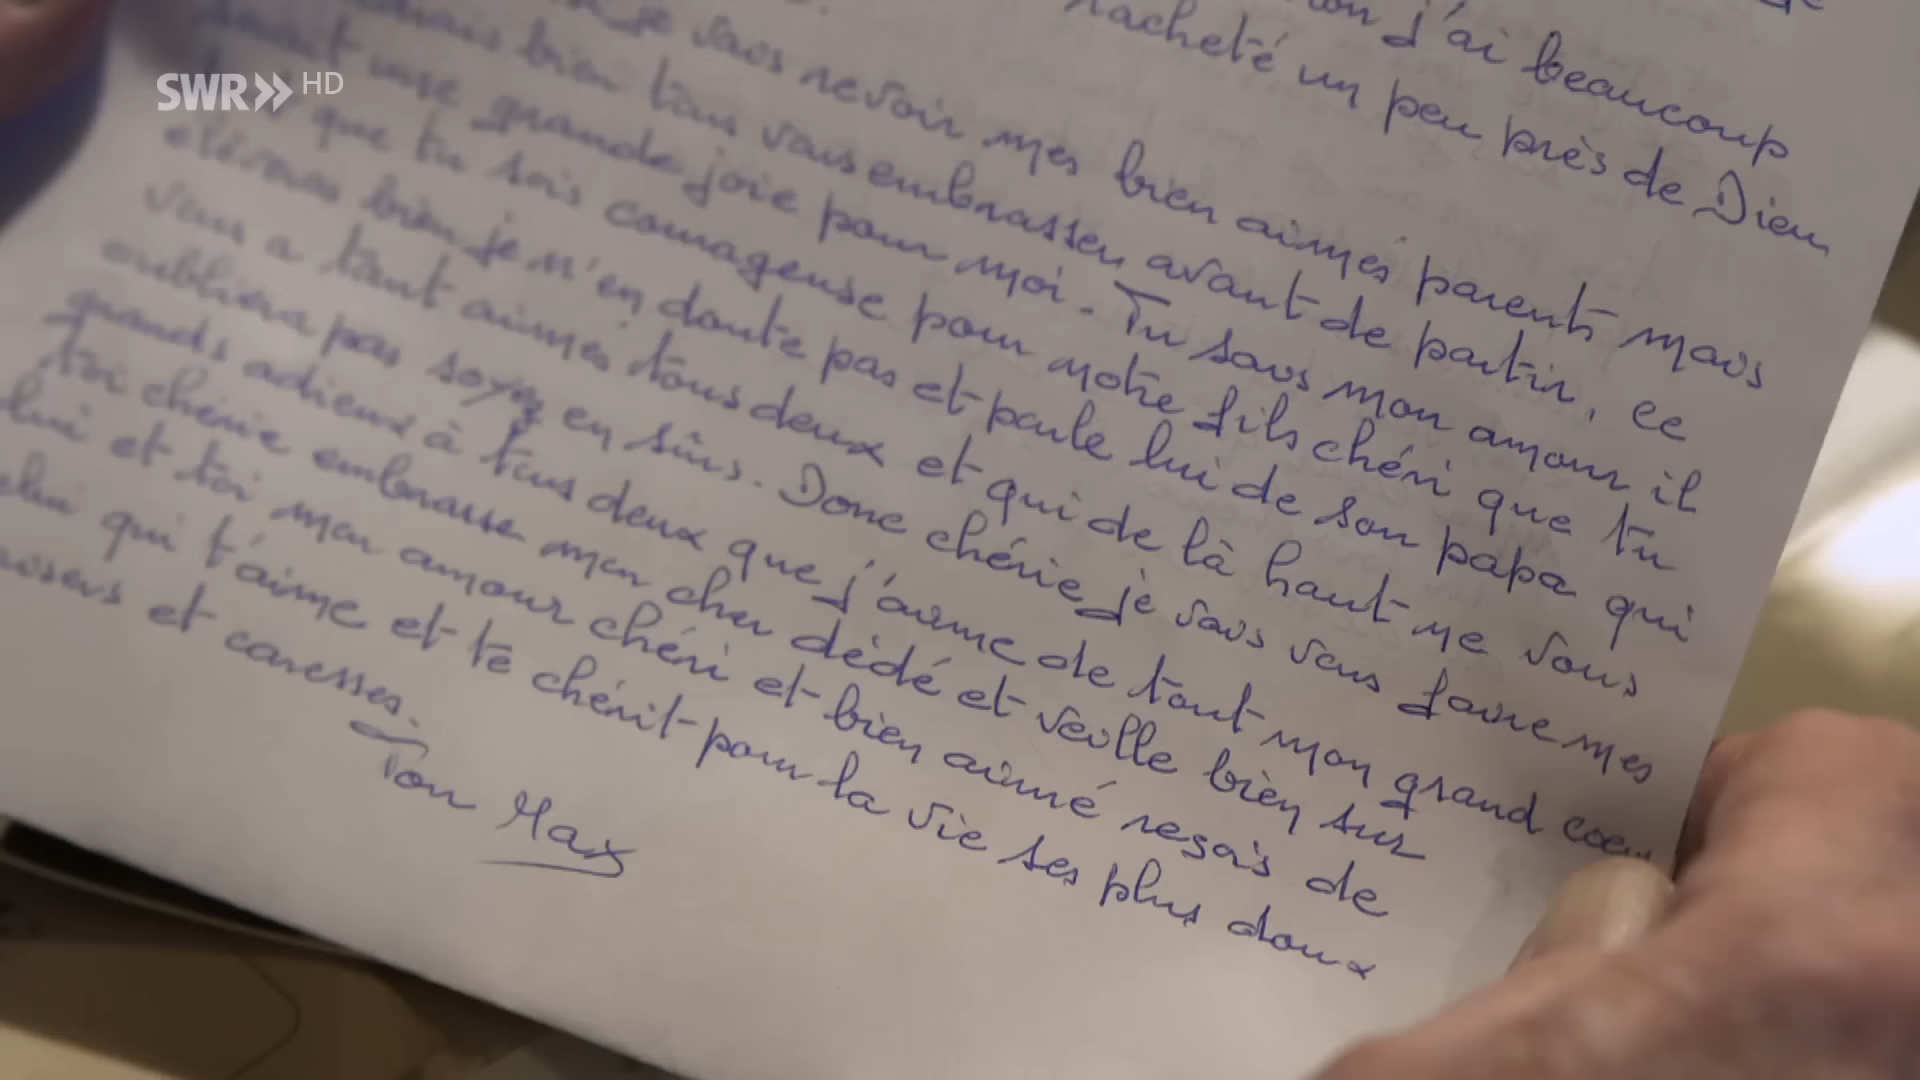 SWR HD
j'ai beaucoup
racheté un peu près de Dieu
je vais revoir mes bien aimés parents mais
bien tous vous embrasser avant de partir, ce
serait une grande joie pour moi. Tu sais mon amour il
que tu sois courageuse pour notre fils chéri que tu
élèveras bien je n'en doute pas et parle lui de son papa qui
vous a tant aimés tous deux et qui de là haut ne vous
oubliera pas soyez en sûrs. Donc chérie je vais vous faire mes
grands adieux à tous deux que j'aime de tout mon grand coeur
toi chérie embrasse mon cher dédé et veille bien sur
lui et toi mon amour chéri et bien aimé reçois de
celui qui t'aime et te chérit pour la vie ses plus doux
et caresses.
Ton Max